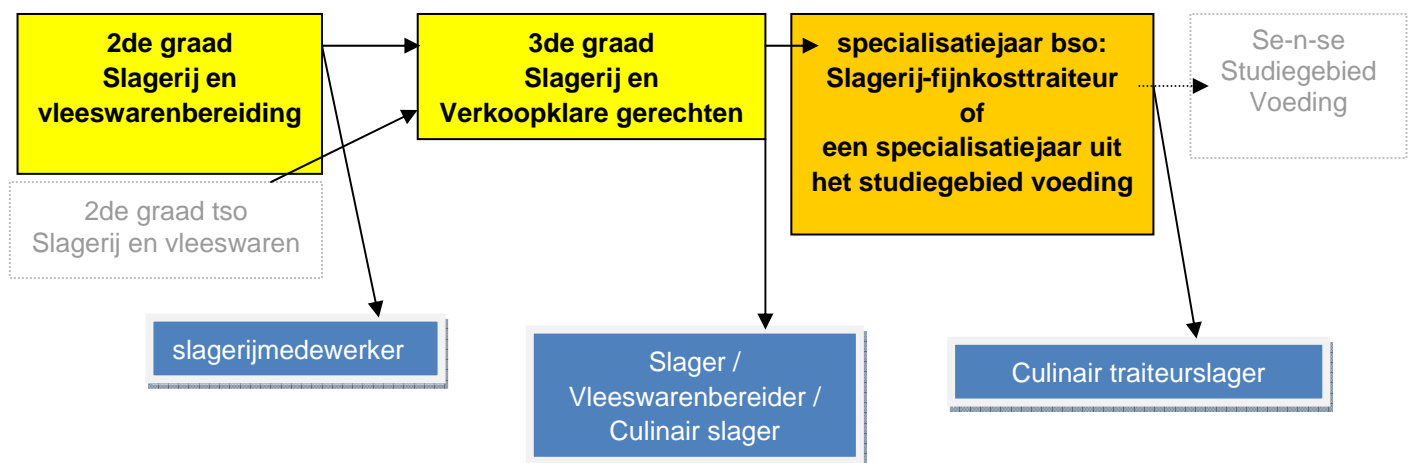 2de graad
Slagerij en
vleeswarenbereiding
3de graad
Slagerij en
Verkoopklare gerechten
specialisatiejaar bso:
Slagerij-fijnkosttraiteur
of
een specialisatiejaar uit
het studiegebied voeding
Se-n-se
Studiegebied
Voeding
2de graad tso
Slagerij en vleeswaren
slagerijmedewerker
Slager /
Vleeswarenbereider /
Culinair slager
Culinair traiteurslager